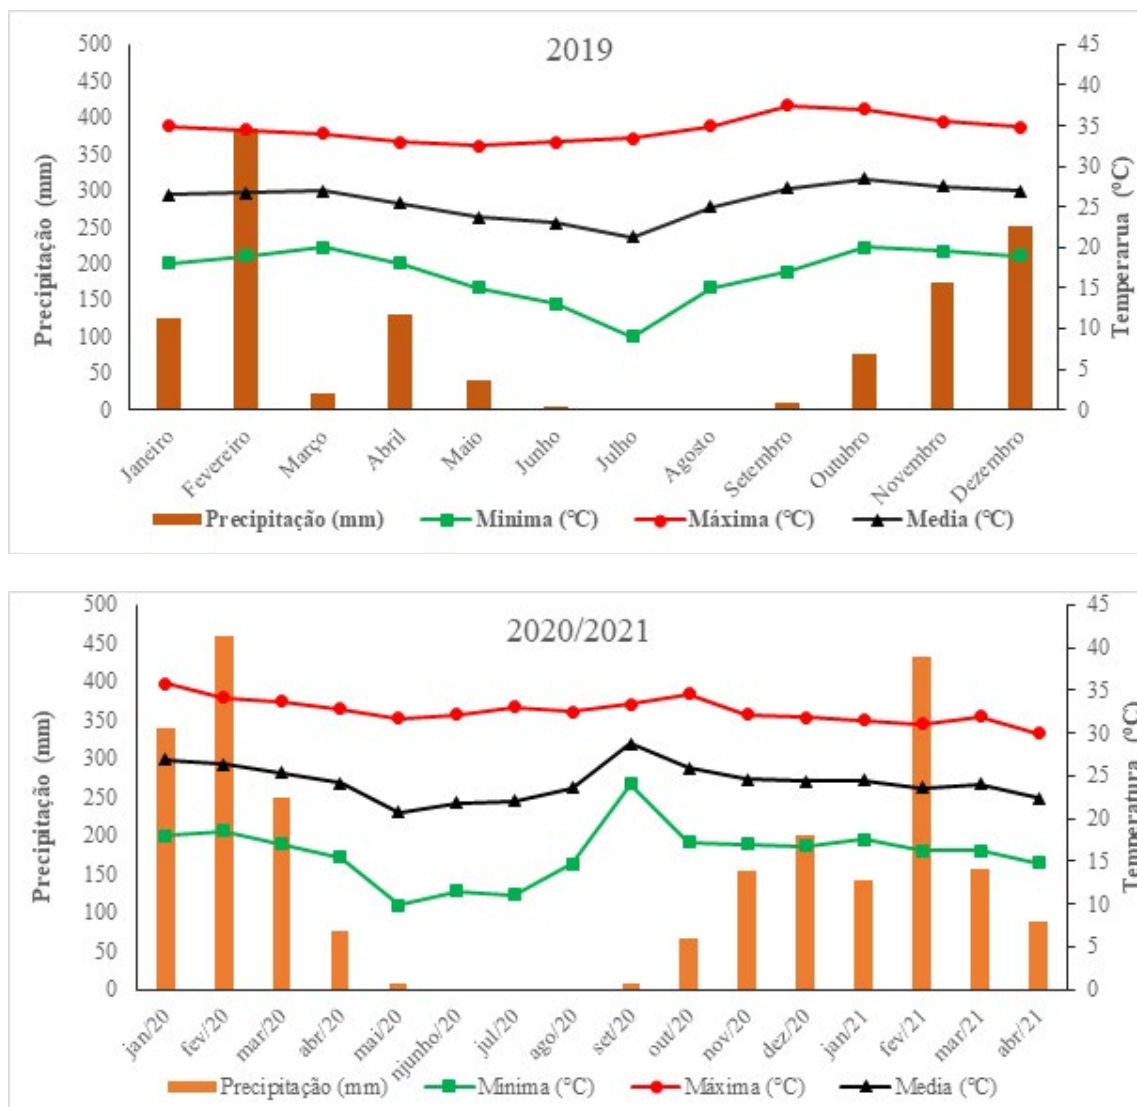 2019
500
450
400
350
300
250
200
150
100
50
0
Precipitação (mm)
45
40
35
30
25
20
15
10
5
0
Temperarua (ºC)
Janeiro
Fevereiro
Março
Abril
Maio
Junho
Julho
Agosto
Setembro
Outubro
Novembro
Dezembro
Precipitação (mm) Minima (°C) Máxima (°C) Media (°C)
2020/2021
500
450
400
350
300
250
200
150
100
50
0
Precipitação (mm)
45
40
35
30
25
20
15
10
5
0
Temperatura (°C)
jan/20
fev/20
mar/20
abr/20
mai/20
njunho/20
jul/20
ago/20
set/20
out/20
nov/20
dez/20
jan/21
fev/21
mar/21
abr/21
Precipitação (mm) Minima (°C) Máxima (°C) Media (°C)